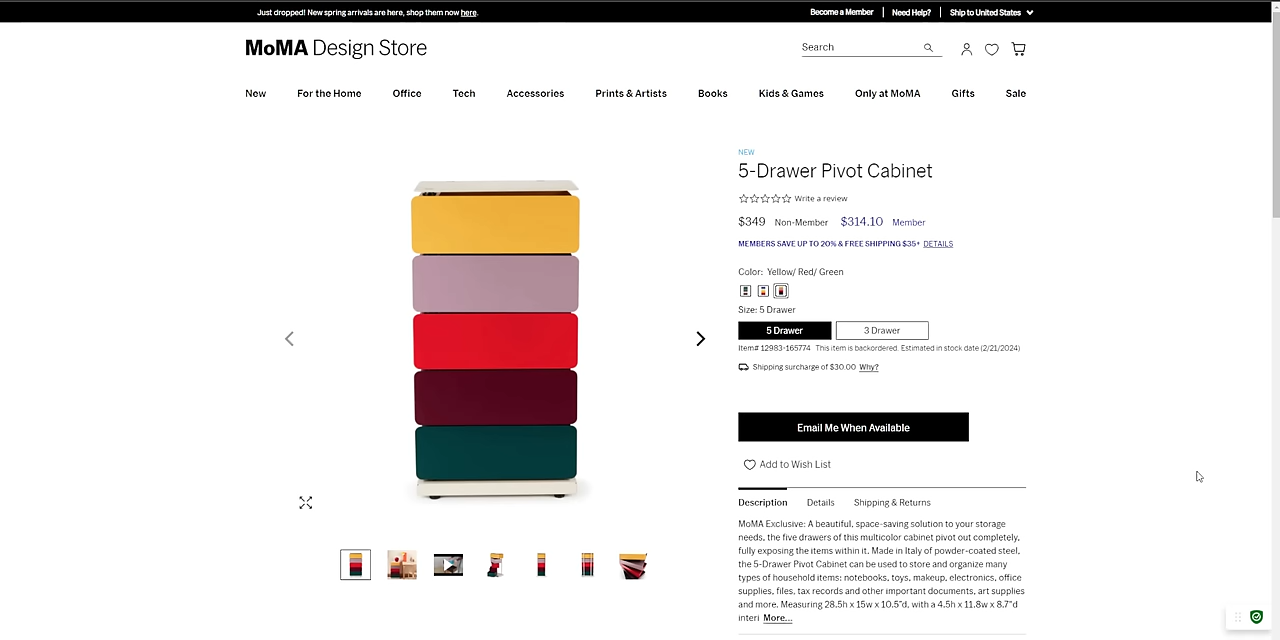 Just dropped! New spring arrivals are here, shop them now here.
Become a Member
Need Help?
Ship to United States
MoMA Design Store
Search
New
For the Home
Office
Tech
Accessories
Prints & Artists
Books
Kids & Games
Only at MoMA
Gifts
Sale
NEW
5-Drawer Pivot Cabinet
Write a review
$349 Non-Member $314.10 Member
MEMBERS SAVE UP TO 20% & FREE SHIPPING $35+ DETAILS
Color: Yellow/ Red/ Green
Size: 5 Drawer
5 Drawer
3 Drawer
Item# 12983-165774 This item is backordered. Estimated in stock date (2/21/2024)
Shipping surcharge of $30.00 Why?
Email Me When Available
Add to Wish List
Description
Details
Shipping & Returns
MoMA Exclusive: A beautiful, space-saving solution to your storage
needs, the five drawers of this multicolor cabinet pivot out completely,
fully exposing the items within it. Made in Italy of powder-coated steel,
the 5-Drawer Pivot Cabinet can be used to store and organize many
types of household items: notebooks, toys, makeup, electronics, office
supplies, files, tax records and other important documents, art supplies
and more. Measuring 28.5h x 15w x 10.5"d, with a 4.5h x 11.8w x 8.7"d
interi More...